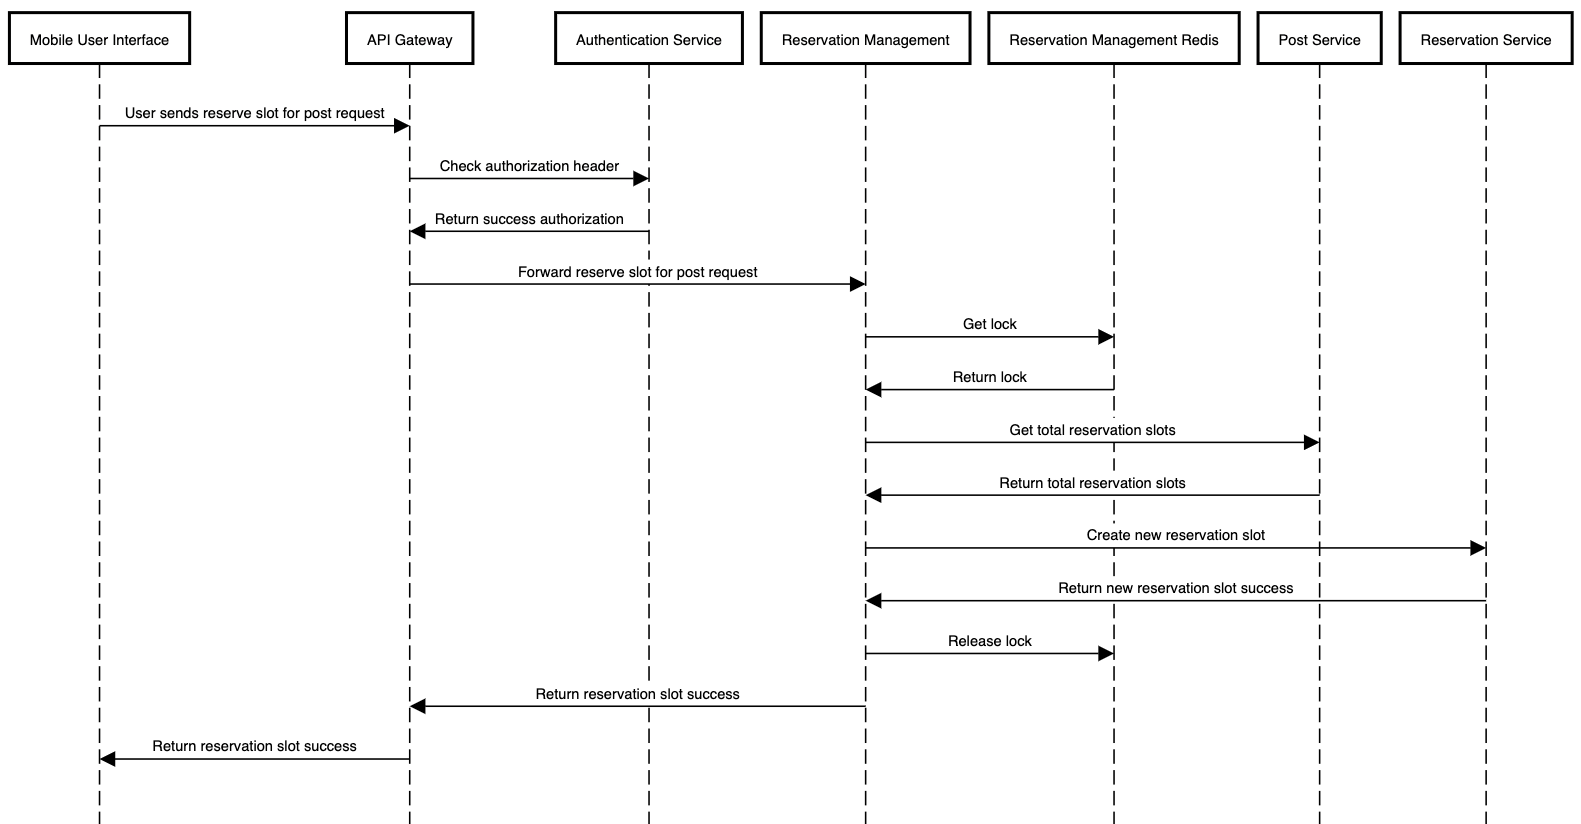 Mobile User Interface
API Gateway
Authentication Service
Reservation Management
Reservation Management Redis
Post Service
Reservation Service
User sends reserve slot for post request
Check authorization header
Return success authorization
Forward reserve slot for post request
Get lock
Return lock
Get total reservation slots
Return total reservation slots
Create new reservation slot
Return new reservation slot success
Release lock
Return reservation slot success
Return reservation slot success